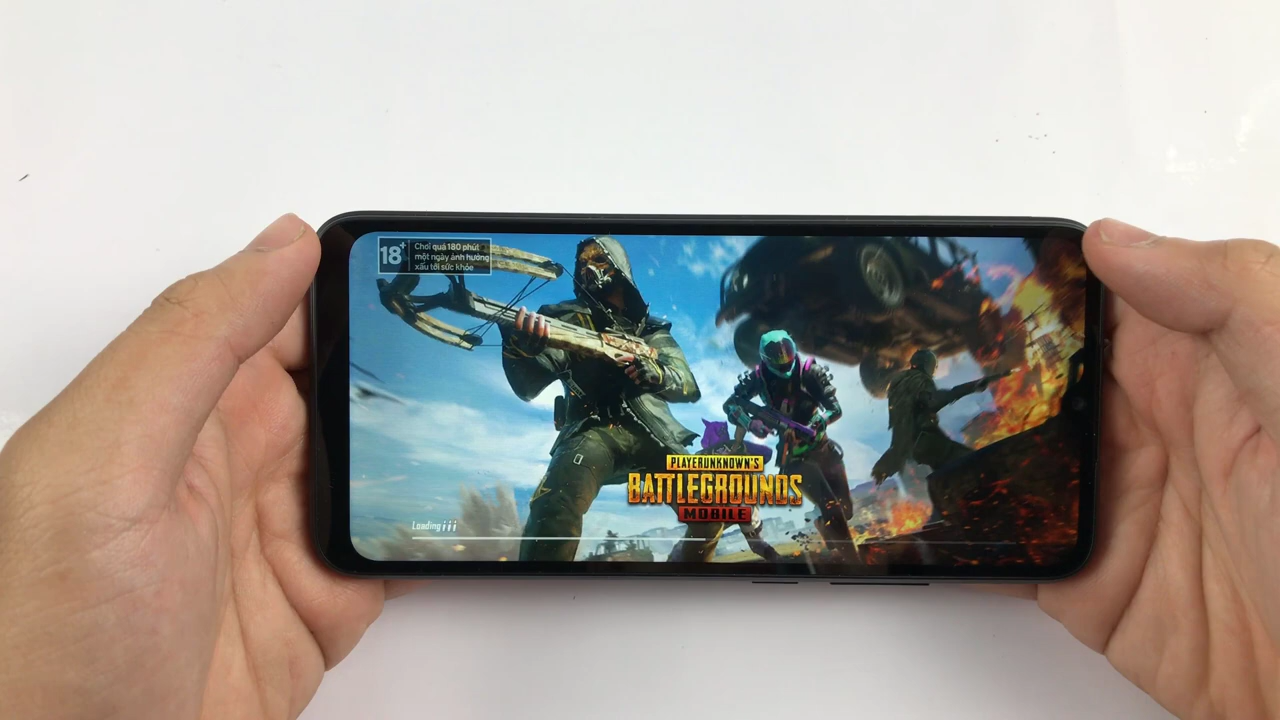 18+
Chơi quá 180 phút
một ngày ảnh hưởng
xấu tới sức khỏe
PLAYERUNKNOWN'S
BATTLEGROUNDS
MOBILE
Loading